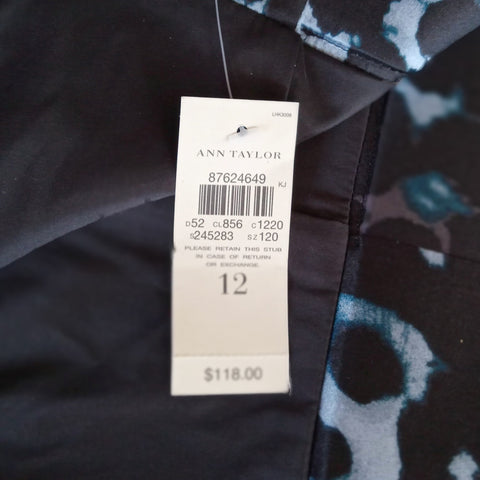 LHK3008
ANN TAYLOR
87624649
KJ
D52 CL856 C1220
S245283 SZ120
PLEASE RETAIN THIS STUB
IN CASE OF RETURN
OR EXCHANGE.
12
$118.00